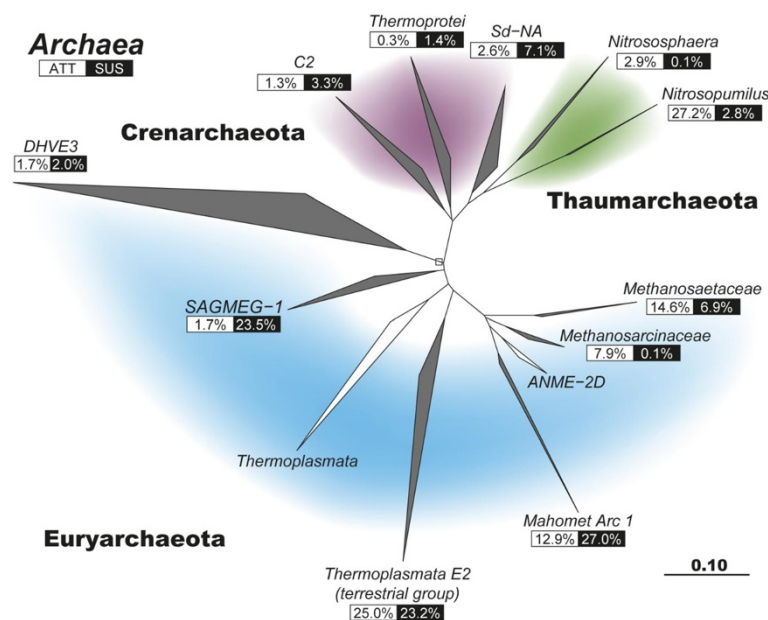 Archaea
ATT SUS
Thermoprotei
0.3% 1.4%
Sd-NA
2.6% 7.1%
Nitrososphaera
2.9% 0.1%
C2
1.3% 3.3%
Nitrosopumilus
27.2% 2.8%
Crenarchaeota
DHVE3
1.7% 2.0%
Thaumarchaeota
SAGMEG-1
1.7% 23.5%
Methanosaetaceae
14.6% 6.9%
Methanosarcinaceae
7.9% 0.1%
ANME-2D
Thermoplasmata
Mahomet Arc 1
12.9% 27.0%
Euryarchaeota
Thermoplasmata E2
(terrestrial group)
25.0% 23.2%
0.10